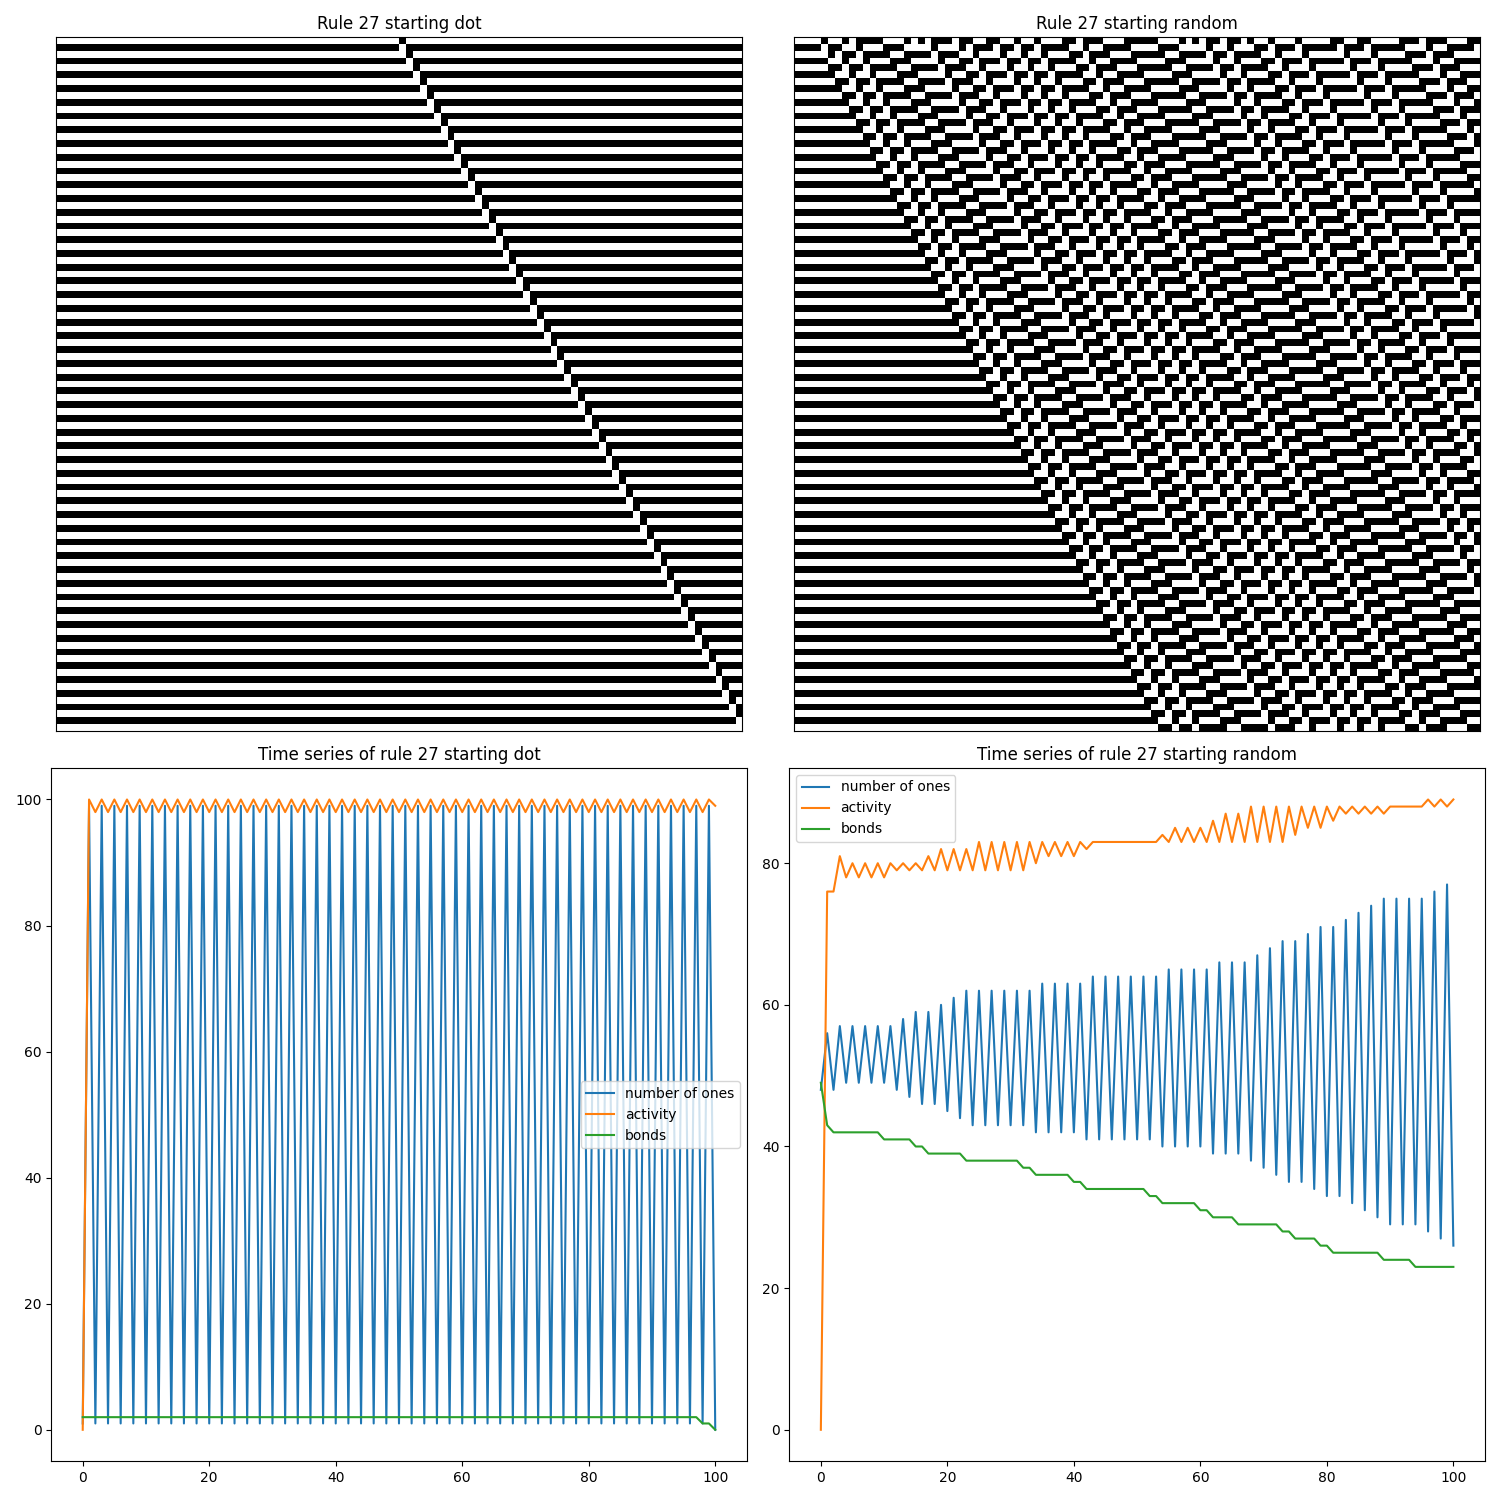 Rule 27 starting dot
Rule 27 starting random
Time series of rule 27 starting dot
100
80
60
40
20
0
0 20 40 60 80 100
number of ones
activity
bonds
Time series of rule 27 starting random
80
60
40
20
0
0 20 40 60 80 100
number of ones
activity
bonds